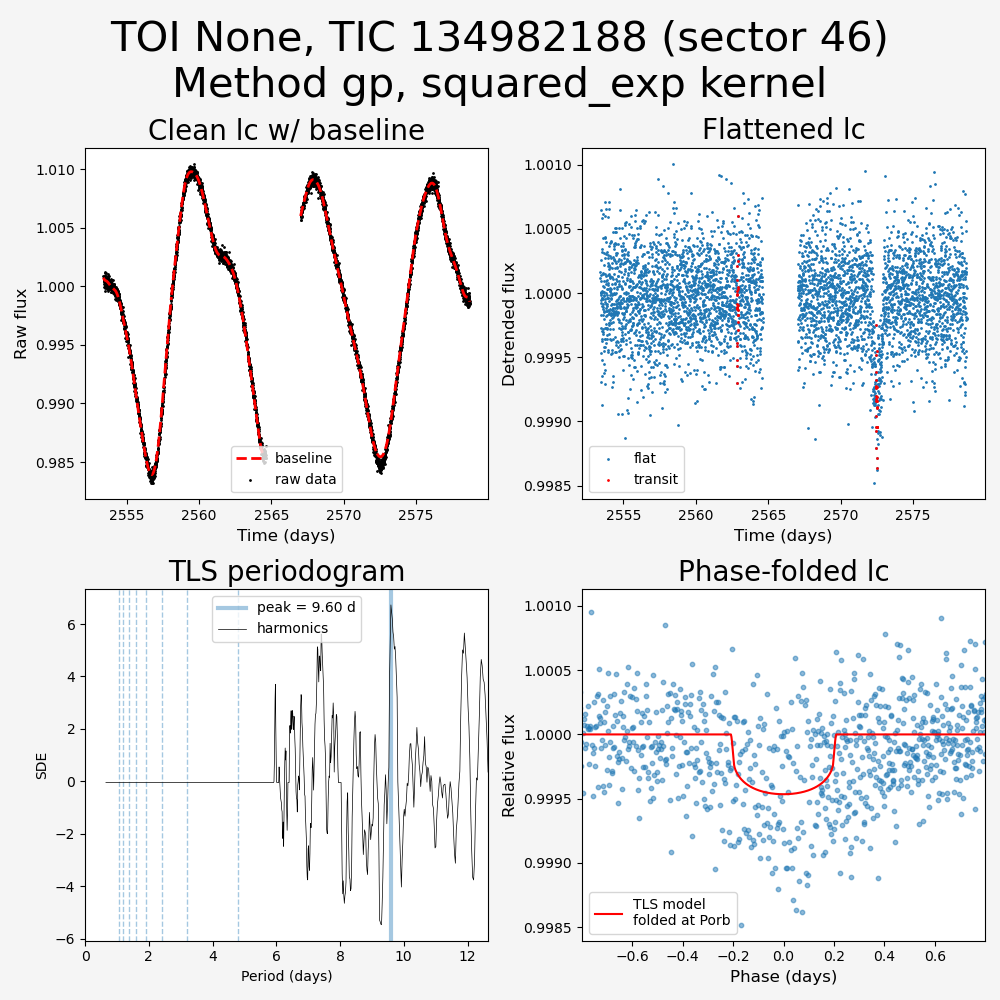 TOI None, TIC 134982188 (sector 46)
Method gp, squared_exp kernel
Clean lc w/ baseline
Raw flux
1.010
1.005
1.000
0.995
0.990
0.985
baseline
raw data
2555
2560
2565
2570
2575
Time (days)
Flattened lc
Detrended flux
1.0010
1.0005
1.0000
0.9995
0.9990
0.9985
flat
transit
2555
2560
2565
2570
2575
Time (days)
TLS periodogram
SDE
6
4
2
0
−2
−4
−6
peak = 9.60 d
harmonics
0
2
4
6
8
10
12
Period (days)
Phase-folded lc
Relative flux
1.0010
1.0005
1.0000
0.9995
0.9990
0.9985
TLS model
folded at Porb
−0.6
−0.4
−0.2
0.0
0.2
0.4
0.6
Phase (days)